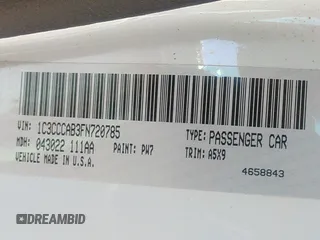 VIN: 1C3CCCAB3FN720785 TYPE: PASSENGER CAR
MDH: 043022 111AA PAINT: PW7 TRIM: A5X9
VEHICLE MADE IN U.S.A.
4658843
DREAMBID